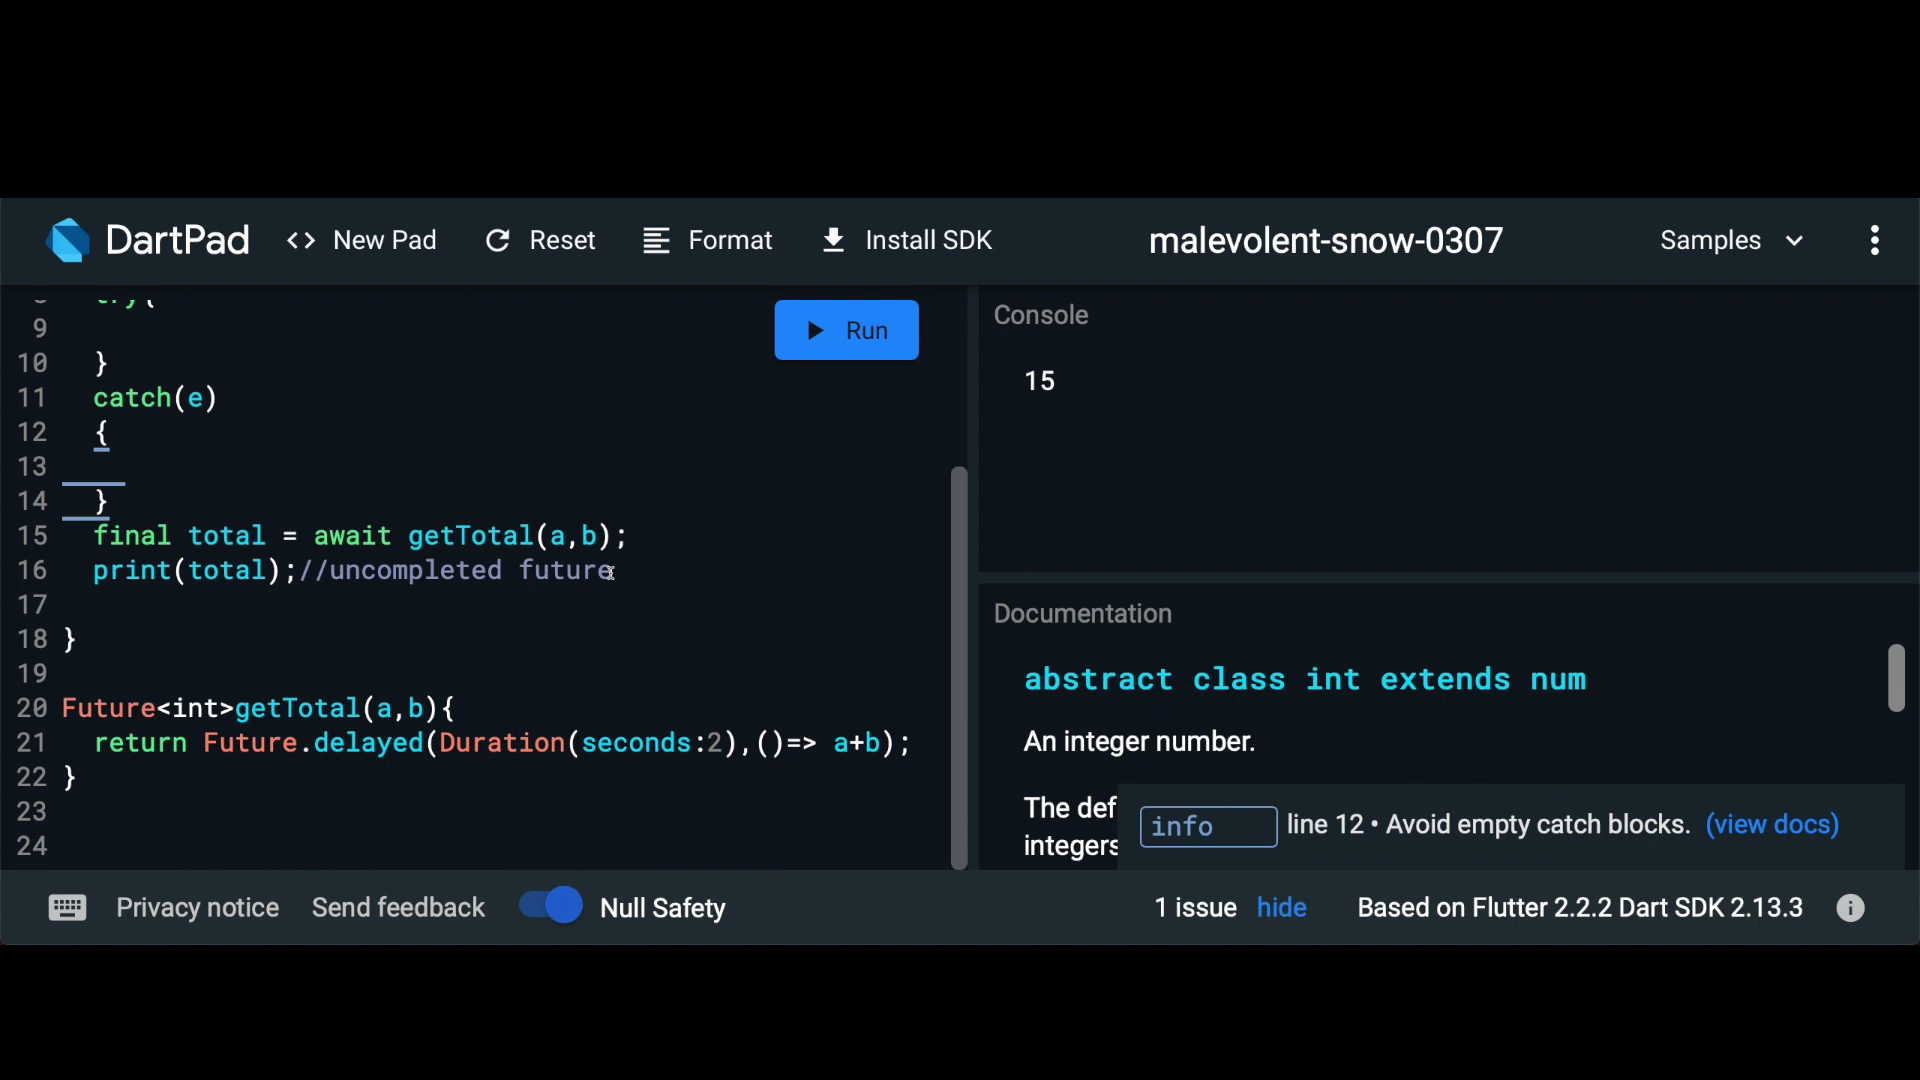 DartPad <> New Pad Reset Format Install SDK malevolent-snow-0307 Samples
8 try{
9
10 }
11 catch(e)
12 {
13
14 }
15 final total = await getTotal(a,b);
16 print(total);//uncompleted future
17
18 }
19
20 Future<int>getTotal(a,b){
21 return Future.delayed(Duration(seconds:2),()=> a+b);
22 }
23
24
Run
Console
15
Documentation
abstract class int extends num
An integer number.
The def
integers
info line 12 • Avoid empty catch blocks. (view docs)
Privacy notice Send feedback Null Safety 1 issue hide Based on Flutter 2.2.2 Dart SDK 2.13.3